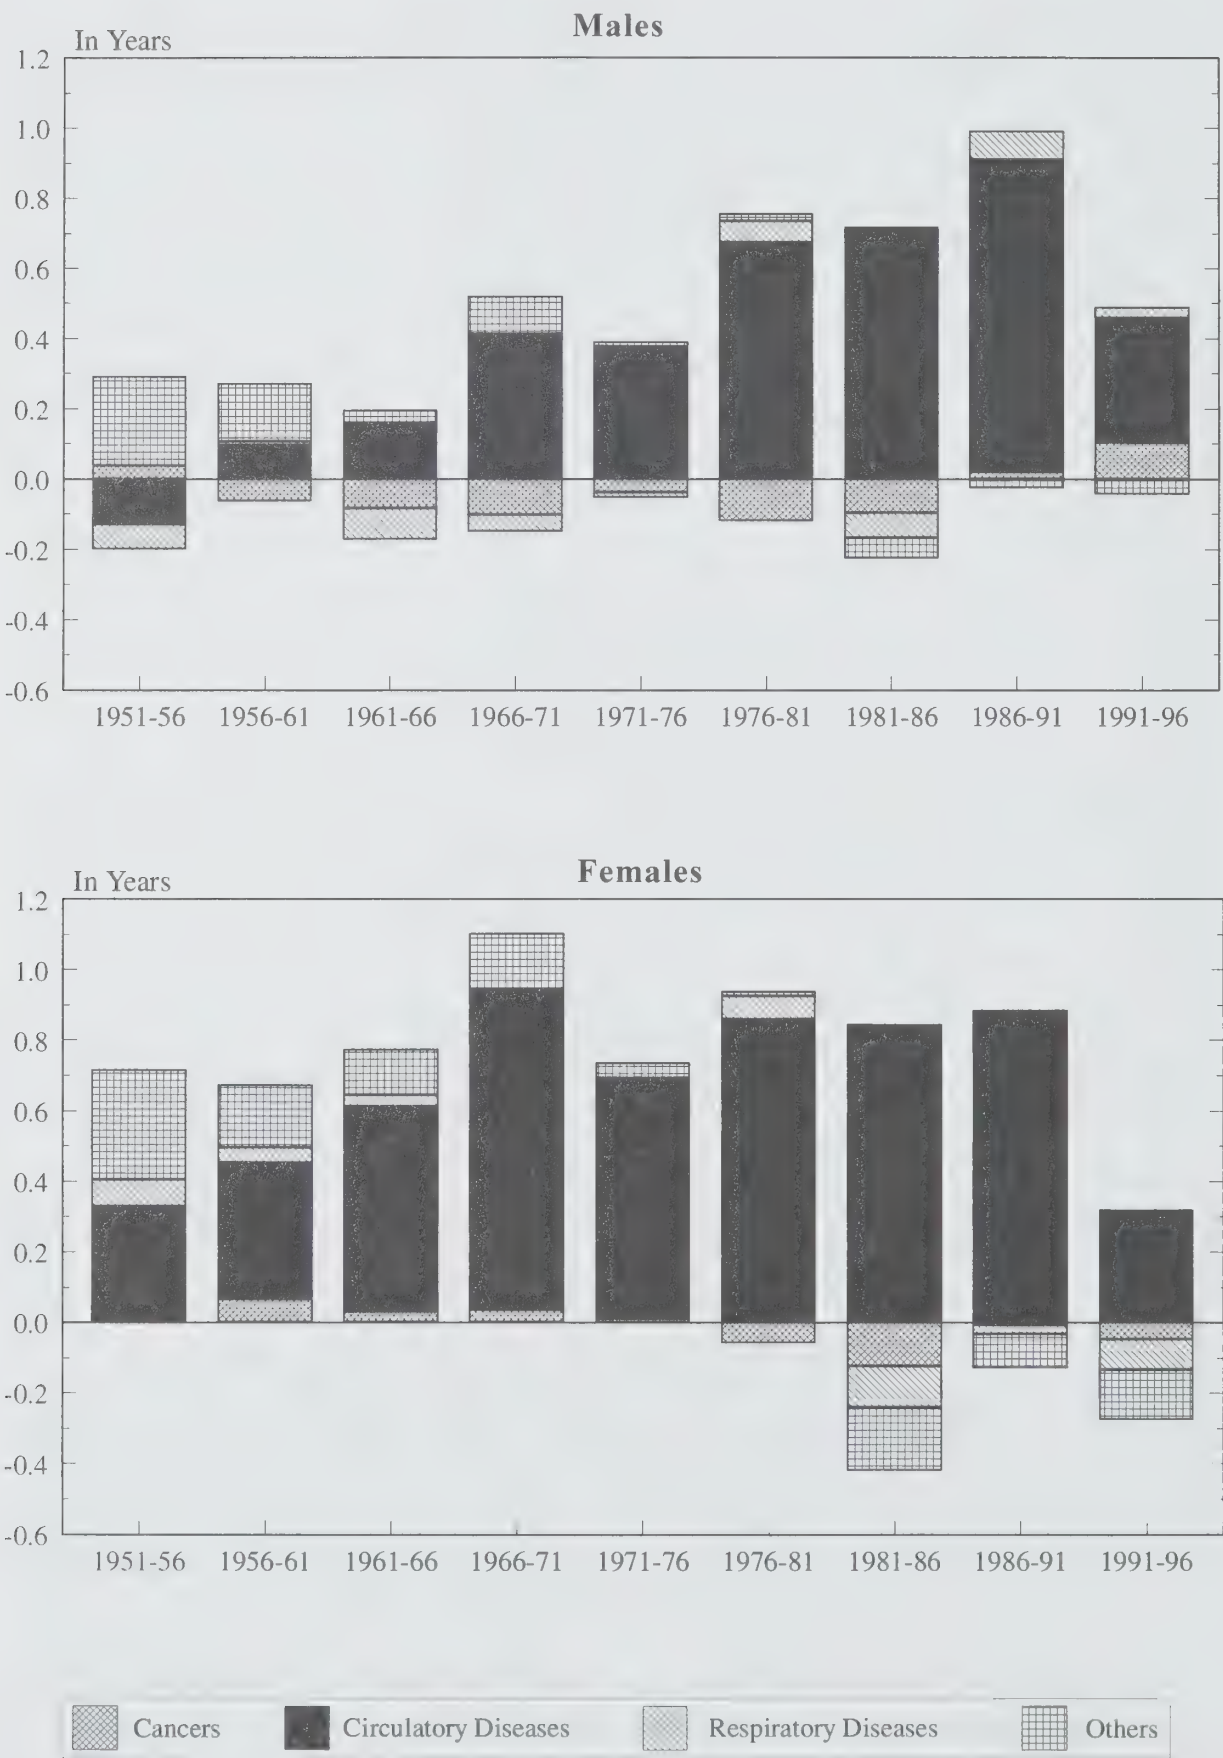 Males
In Years
1.2
1.0
0.8
0.6
0.4
0.2
0.0
-0.2
-0.4
-0.6
1951-56 1956-61 1961-66 1966-71 1971-76 1976-81 1981-86 1986-91 1991-96
Females
In Years
1.2
1.0
0.8
0.6
0.4
0.2
0.0
-0.2
-0.4
-0.6
1951-56 1956-61 1961-66 1966-71 1971-76 1976-81 1981-86 1986-91 1991-96
Cancers Circulatory Diseases Respiratory Diseases Others